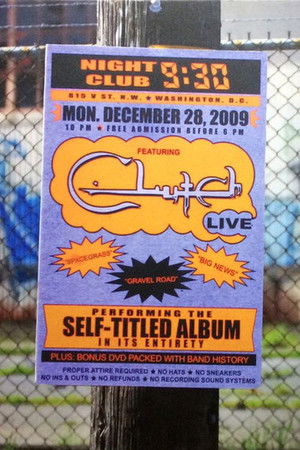 NIGHT CLUB 9:30
815 V ST. N.W. ★ WASHINGTON, D.C.
MON. DECEMBER 28, 2009
10 PM ★ FREE ADMISSION BEFORE 6 PM
FEATURING
Clutch
LIVE
"SPACEGRASS"
"GRAVEL ROAD"
"BIG NEWS"
PERFORMING THE
SELF-TITLED ALBUM
IN ITS ENTIRETY
PLUS: BONUS DVD PACKED WITH BAND HISTORY
PROPER ATTIRE REQUIRED ★ NO HATS ★ NO SNEAKERS
NO INS & OUTS ★ NO REFUNDS ★ NO RECORDING SOUND SYSTEMS